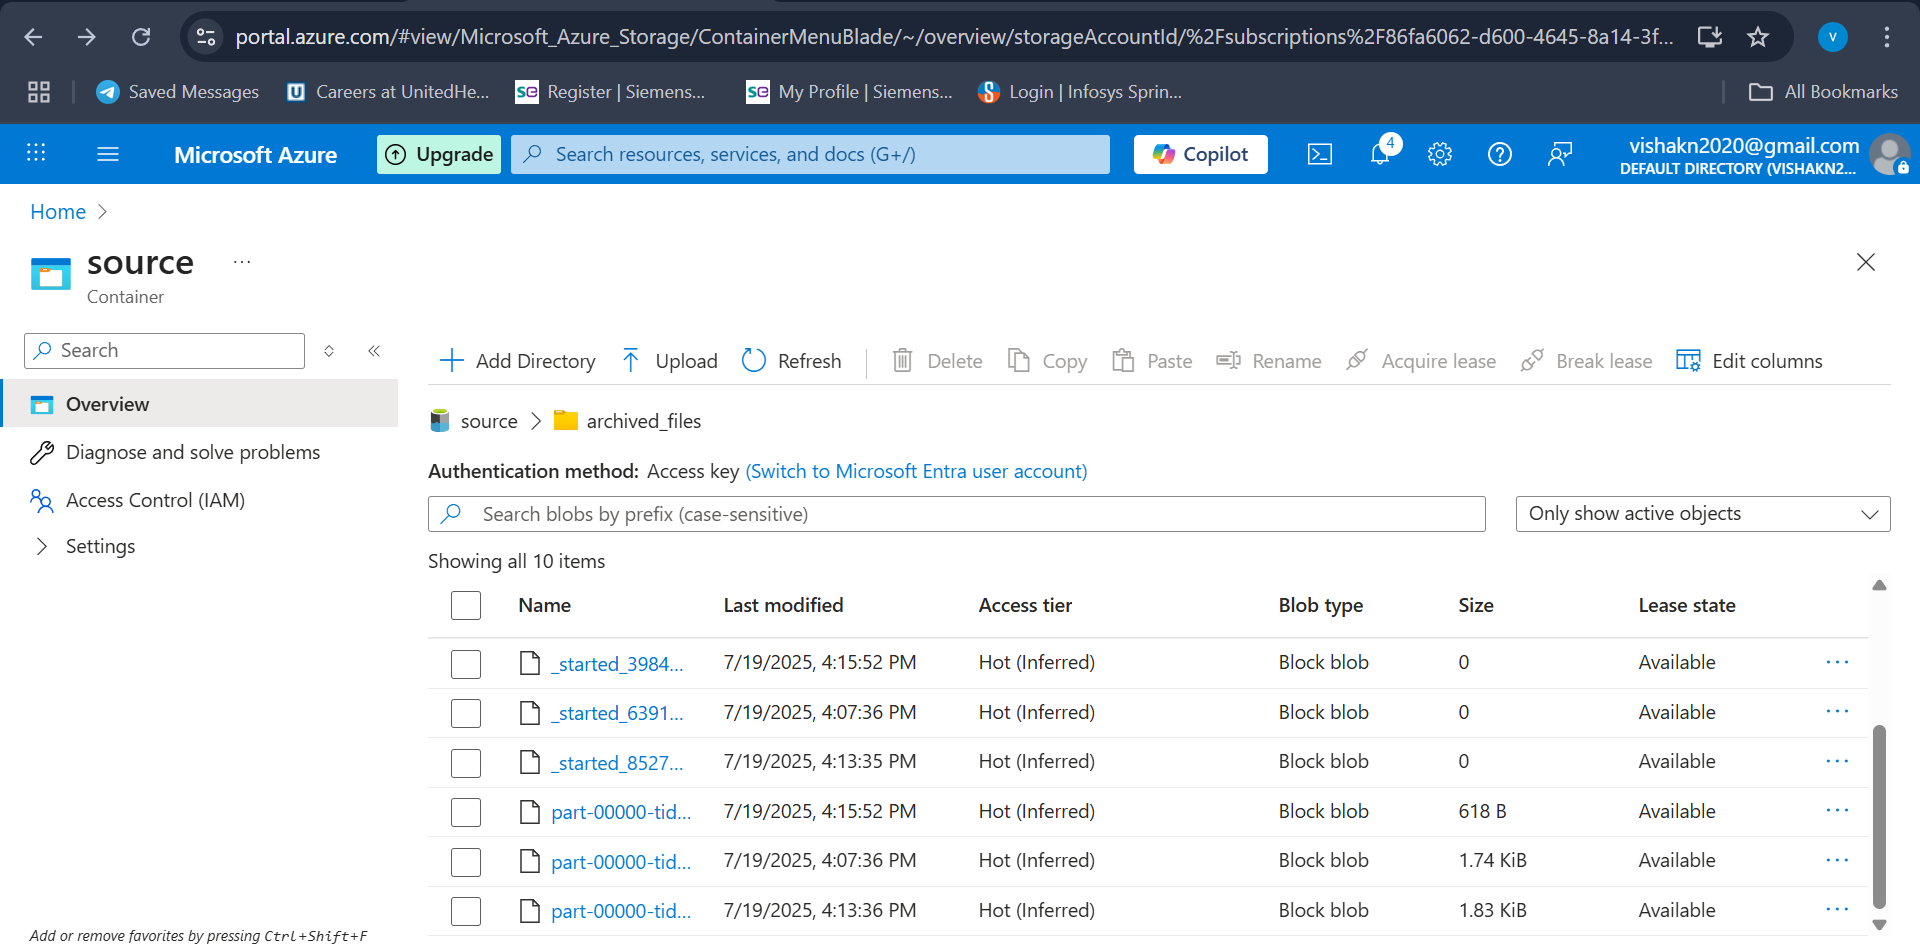 portal.azure.com/#view/Microsoft_Azure_Storage/ContainerMenuBlade/~/overview/storageAccountId/%2Fsubscriptions%2F86fa6062-d600-4645-8a14-3f...
V
Saved Messages
Careers at UnitedHe...
Register | Siemens...
My Profile | Siemens...
Login | Infosys Sprin...
All Bookmarks
Microsoft Azure
Upgrade
Search resources, services, and docs (G+/)
Copilot
4
vishakn2020@gmail.com
DEFAULT DIRECTORY (VISHAKN2...
Home
source
...
Container
Search
Overview
Diagnose and solve problems
Access Control (IAM)
Settings
Add or remove favorites by pressing Ctrl+Shift+F
Add Directory
Upload
Refresh
Delete
Copy
Paste
Rename
Acquire lease
Break lease
Edit columns
source > archived_files
Authentication method: Access key (Switch to Microsoft Entra user account)
Search blobs by prefix (case-sensitive)
Only show active objects
Showing all 10 items
Name Last modified Access tier Blob type Size Lease state
_started_3984... 7/19/2025, 4:15:52 PM Hot (Inferred) Block blob 0 Available ...
_started_6391... 7/19/2025, 4:07:36 PM Hot (Inferred) Block blob 0 Available ...
_started_8527... 7/19/2025, 4:13:35 PM Hot (Inferred) Block blob 0 Available ...
part-00000-tid... 7/19/2025, 4:15:52 PM Hot (Inferred) Block blob 618 B Available ...
part-00000-tid... 7/19/2025, 4:07:36 PM Hot (Inferred) Block blob 1.74 KiB Available ...
part-00000-tid... 7/19/2025, 4:13:36 PM Hot (Inferred) Block blob 1.83 KiB Available ...